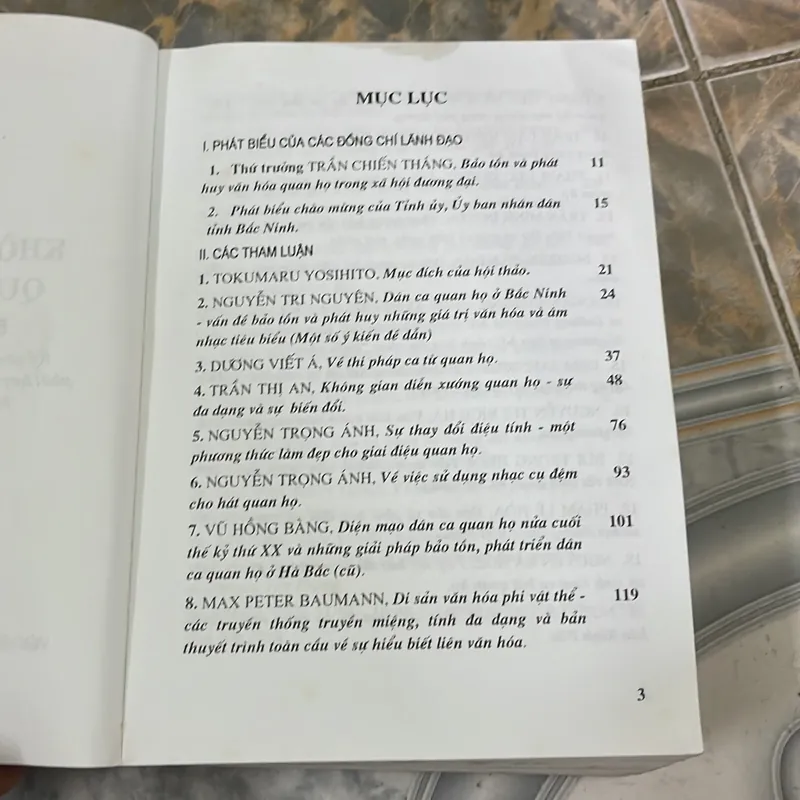 MỤC LỤC
I. PHÁT BIỂU CỦA CÁC ĐỒNG CHÍ LÃNH ĐẠO
1. Thứ trưởng TRẦN CHIẾN THẮNG, Bảo tồn và phát 11
huy văn hóa quan họ trong xã hội đương đại.
2. Phát biểu chào mừng của Tỉnh ủy, Ủy ban nhân dân 15
tỉnh Bắc Ninh.
II. CÁC THAM LUẬN
1. TOKUMARU YOSIHITO, Mục đích của hội thảo. 21
2. NGUYỄN TRI NGUYÊN, Dân ca quan họ ở Bắc Ninh 24
- vấn đề bảo tồn và phát huy những giá trị văn hóa và âm
nhạc tiêu biểu (Một số ý kiến đề dẫn)
3. DƯƠNG VIẾT Á, Về thi pháp ca từ quan họ. 37
4. TRẦN THỊ AN, Không gian diễn xướng quan họ - sự 48
đa dạng và sự biến đổi.
5. NGUYỄN TRỌNG ÁNH, Sự thay đổi điệu tính - một 76
phương thức làm đẹp cho giai điệu quan họ.
6. NGUYỄN TRỌNG ÁNH, Về việc sử dụng nhạc cụ đệm 93
cho hát quan họ.
7. VŨ HỒNG BÀNG, Diện mạo dân ca quan họ nửa cuối 101
thế kỷ thứ XX và những giải pháp bảo tồn, phát triển dân
ca quan họ ở Hà Bắc (cũ).
8. MAX PETER BAUMANN, Di sản văn hóa phi vật thể - 119
các truyền thống truyền miệng, tính đa dạng và bản
thuyết trình toàn cầu về sự hiểu biết liên văn hóa.
3